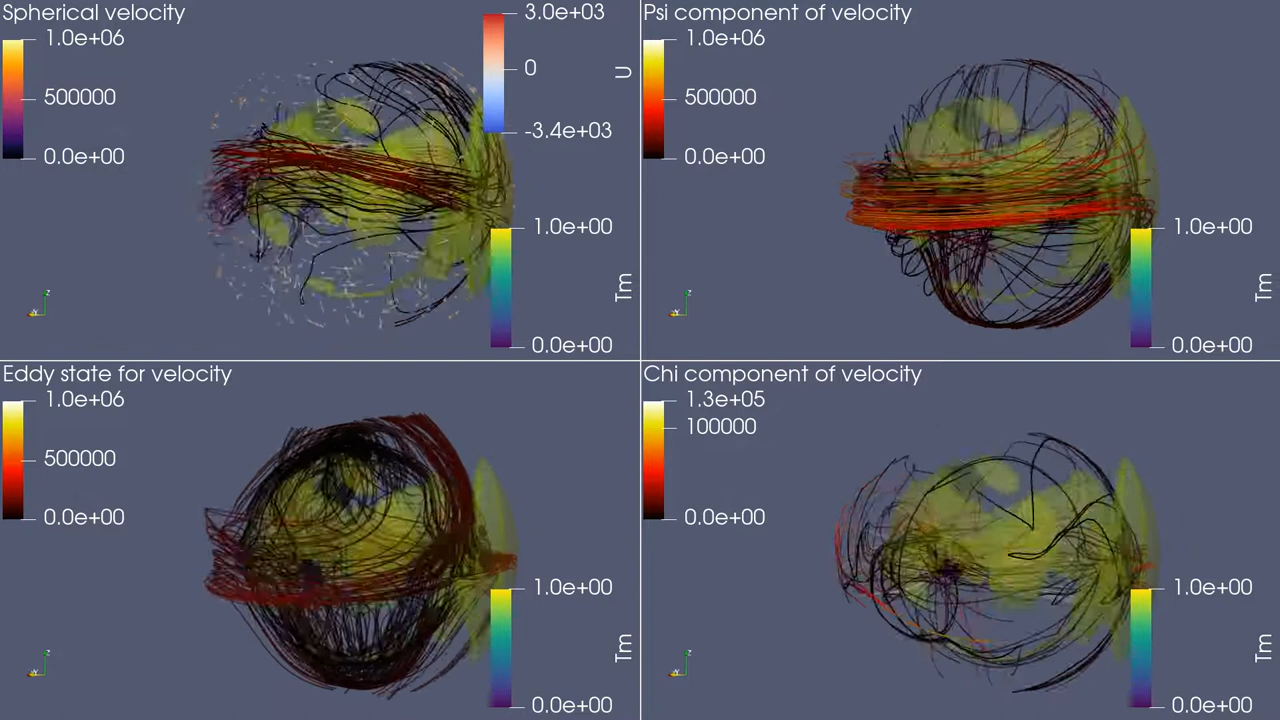 Spherical velocity
1.0e+06
500000
0.0e+00
3.0e+03
0
-3.4e+03
U
1.0e+00
0.0e+00
Tm
Z
Psi component of velocity
1.0e+06
500000
0.0e+00
1.0e+00
0.0e+00
Tm
Z
Eddy state for velocity
1.0e+06
500000
0.0e+00
1.0e+00
0.0e+00
Tm
Z
Chi component of velocity
1.3e+05
100000
0.0e+00
1.0e+00
0.0e+00
Tm
Z